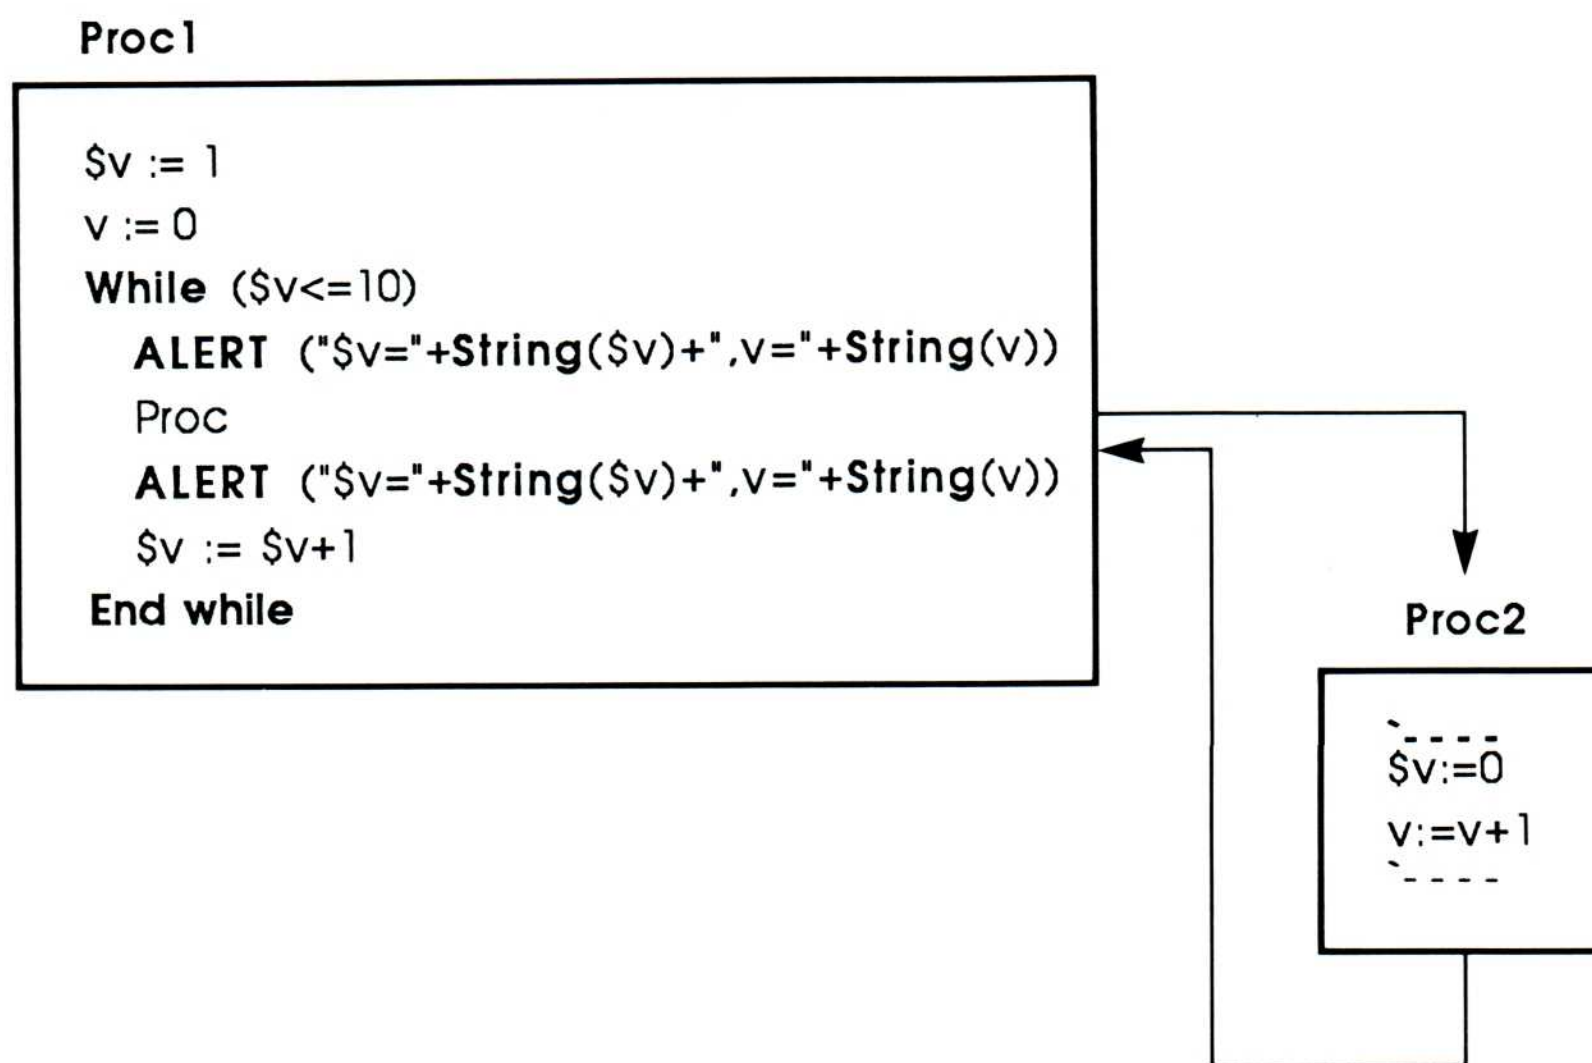 Proc1
$v := 1
v := 0
While ($v<=10)
ALERT ("$v="+String($v)+",v="+String(v))
Proc
ALERT ("$v="+String($v)+",v="+String(v))
$v := $v+1
End while
Proc2
`----
$v:=0
v:=v+1
`----